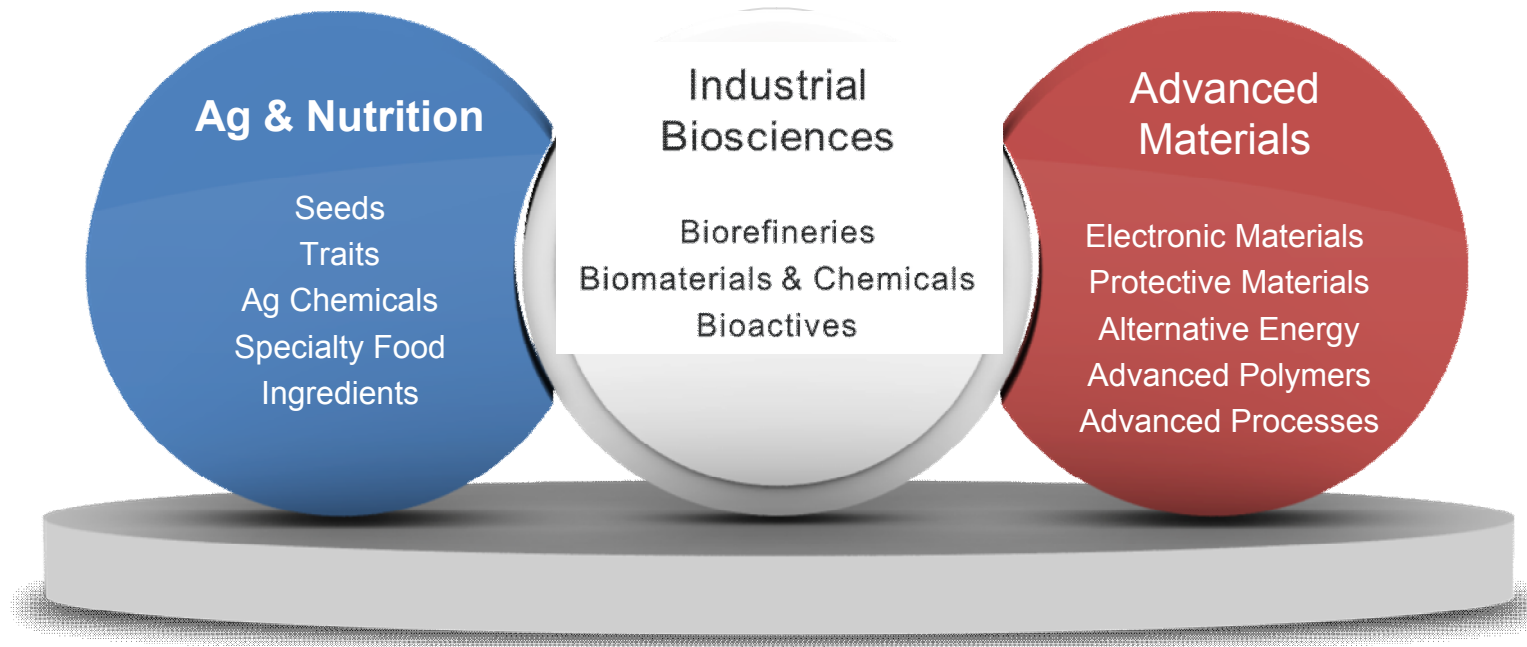 Ag & Nutrition
Seeds
Traits
Ag Chemicals
Specialty Food
Ingredients
Industrial
Biosciences
Biorefineries
Biomaterials & Chemicals
Bioactives
Advanced
Materials
Electronic Materials
Protective Materials
Alternative Energy
Advanced Polymers
Advanced Processes